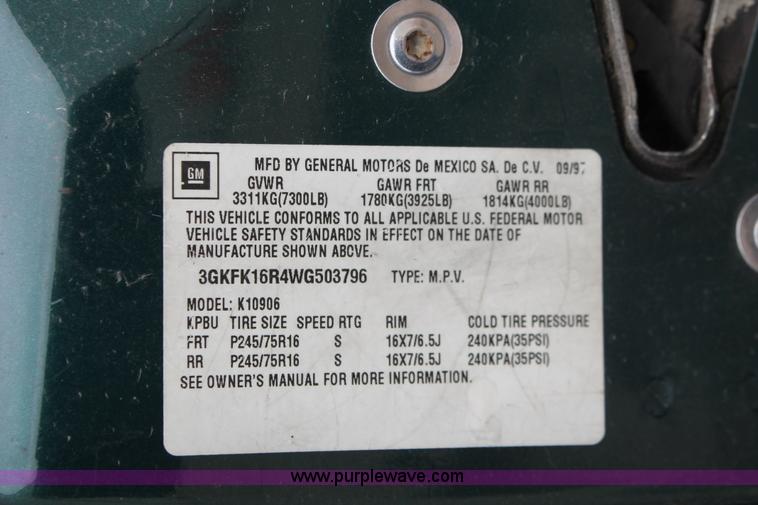 GM
MFD BY GENERAL MOTORS De MEXICO SA. De C.V. 09/97
GVWR GAWR FRT GAWR RR
3311KG(7300LB) 1780KG(3925LB) 1814KG(4000LB)
THIS VEHICLE CONFORMS TO ALL APPLICABLE U.S. FEDERAL MOTOR
VEHICLE SAFETY STANDARDS IN EFFECT ON THE DATE OF
MANUFACTURE SHOWN ABOVE.
3GKFK16R4WG503796 TYPE: M.P.V.
MODEL: K10906
KPBU TIRE SIZE SPEED RTG RIM COLD TIRE PRESSURE
FRT P245/75R16 S 16X7/6.5J 240KPA(35PSI)
RR P245/75R16 S 16X7/6.5J 240KPA(35PSI)
SEE OWNER'S MANUAL FOR MORE INFORMATION.
www.purplewave.com